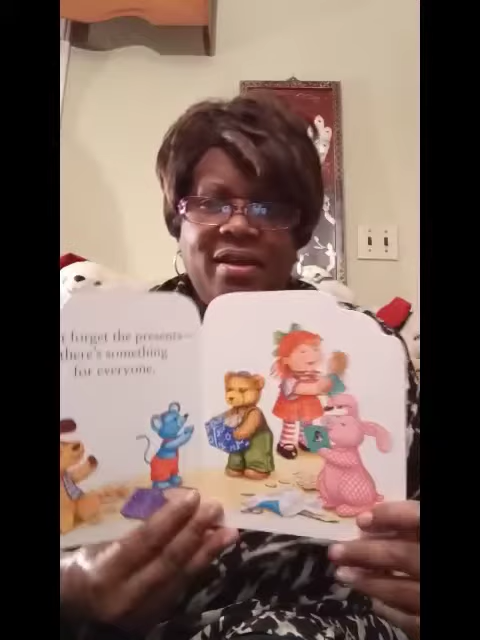 forget the presents—
there's something
for everyone.